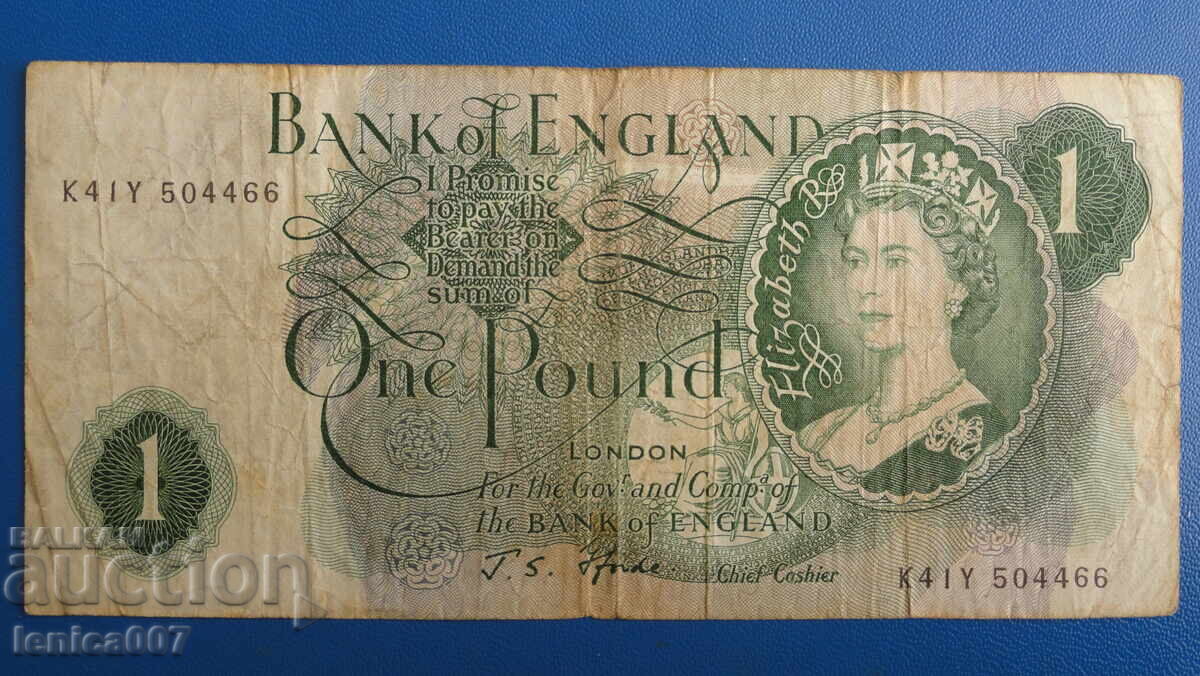 BANK of ENGLAND
K41Y 504466
I Promise
to pay the
Bearer on
Demand the
sum of
One Pound
LONDON
For the Govr. and Compa. of
the BANK of ENGLAND
Chief Cashier
K41Y 504466
Elizabeth R
1
1
BALKAN
auction
lenica007